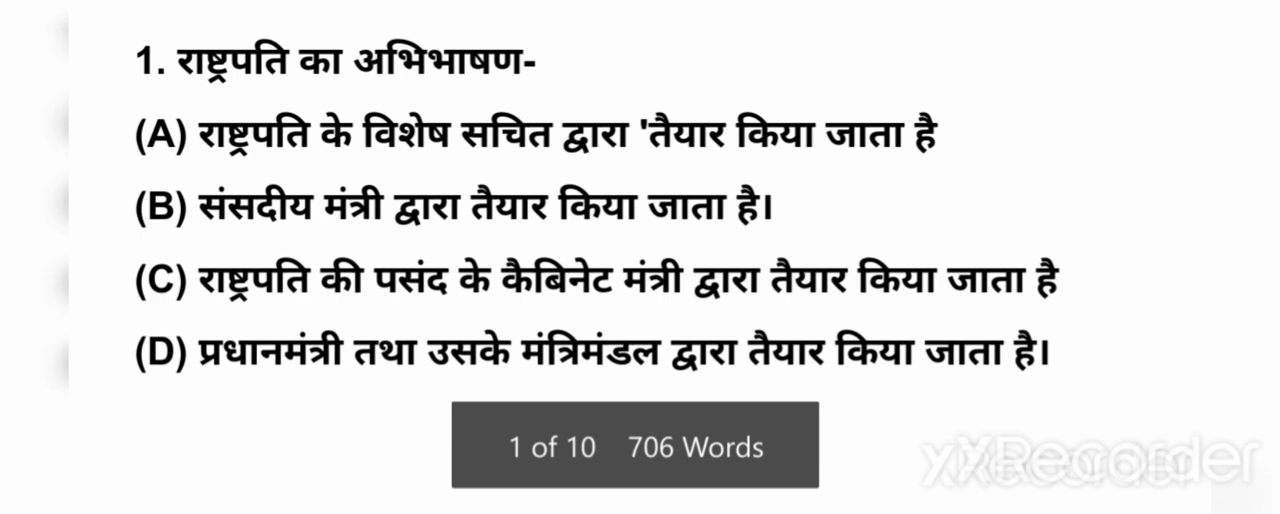 1. राष्ट्रपति का अभिभाषण-
(A) राष्ट्रपति के विशेष सचित द्वारा 'तैयार किया जाता है
(B) संसदीय मंत्री द्वारा तैयार किया जाता है।
(C) राष्ट्रपति की पसंद के कैबिनेट मंत्री द्वारा तैयार किया जाता है
(D) प्रधानमंत्री तथा उसके मंत्रिमंडल द्वारा तैयार किया जाता है।
1 of 10 706 Words